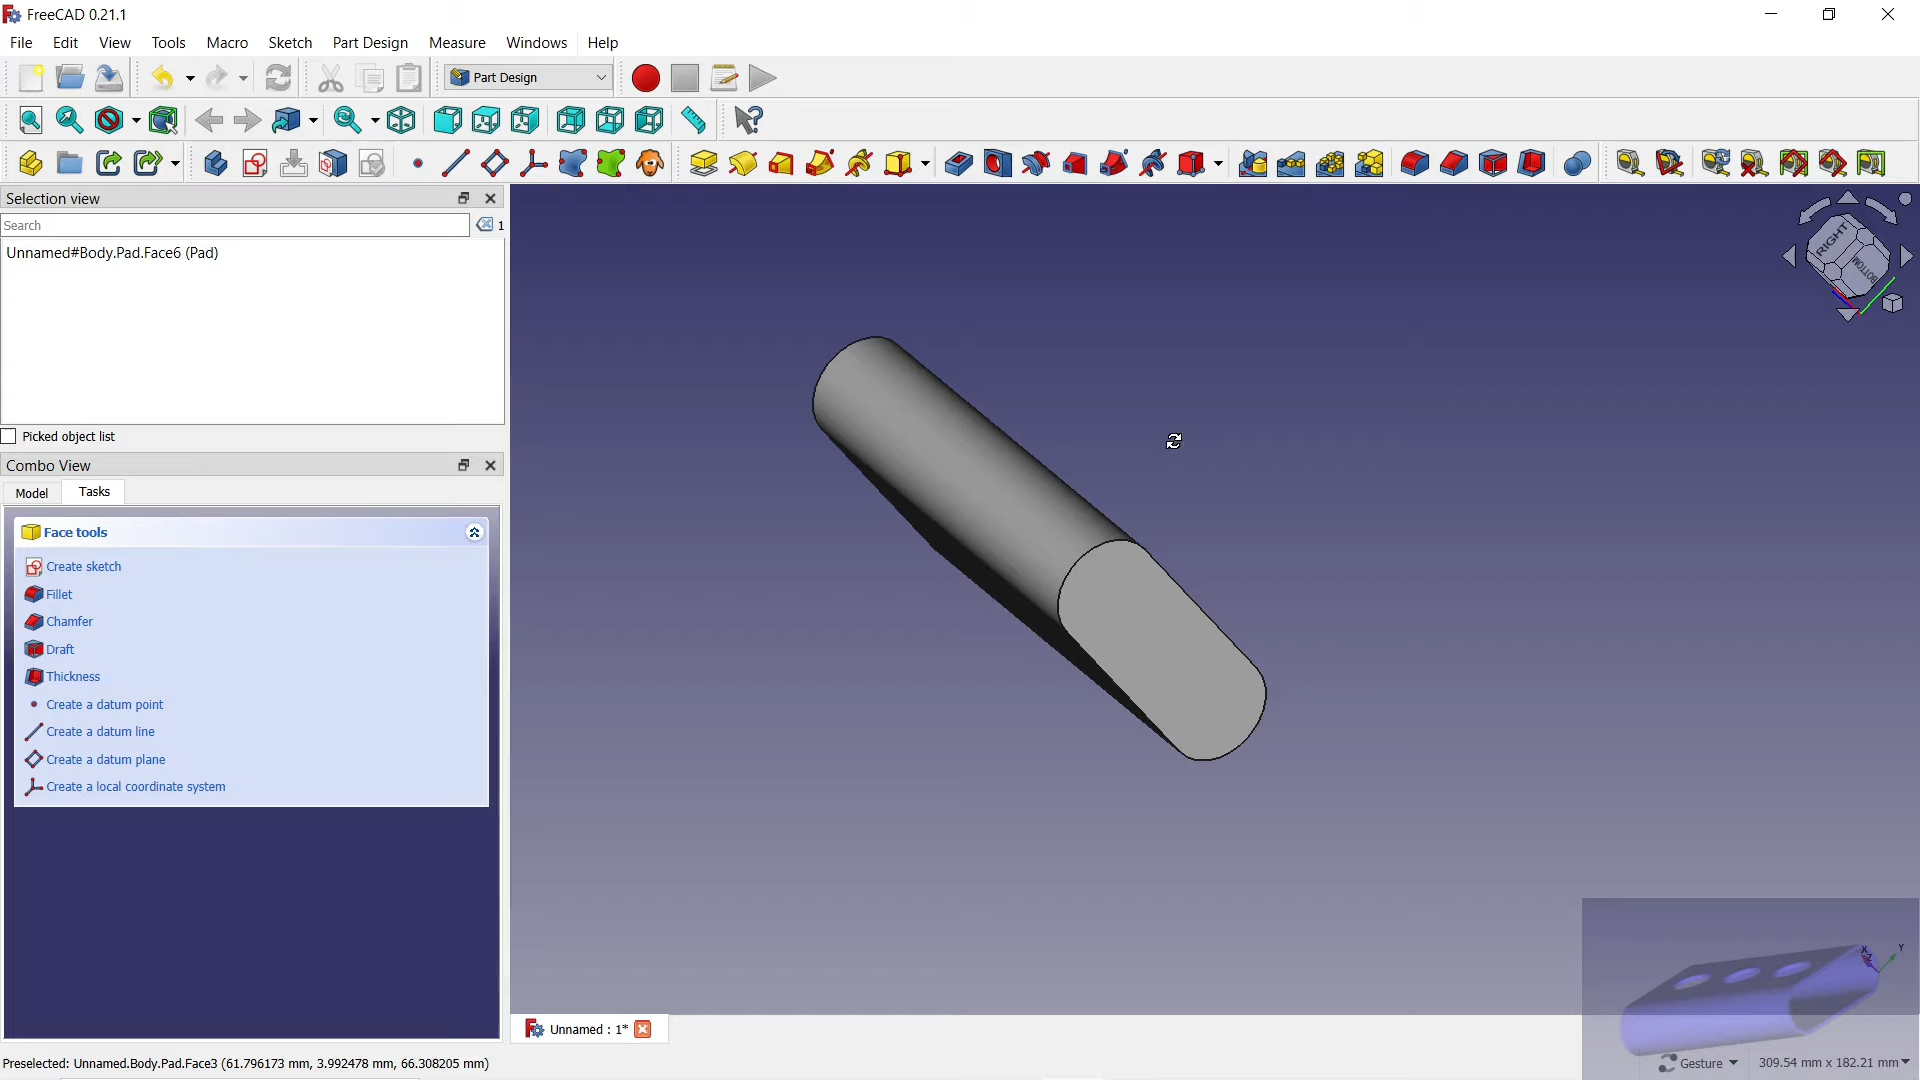 FreeCAD 0.21.1
File Edit View Tools Macro Sketch Part Design Measure Windows Help
Part Design
Selection view
Search
1
Unnamed#Body.Pad.Face6 (Pad)
Picked object list
Combo View
Model Tasks
Face tools
Create sketch
Fillet
Chamfer
Draft
Thickness
Create a datum point
Create a datum line
Create a datum plane
Create a local coordinate system
RIGHT
BOTTOM
X
Y
Z
Unnamed : 1*
Preselected: Unnamed.Body.Pad.Face3 (61.796173 mm, 3.992478 mm, 66.308205 mm)
Gesture
309.54 mm x 182.21 mm